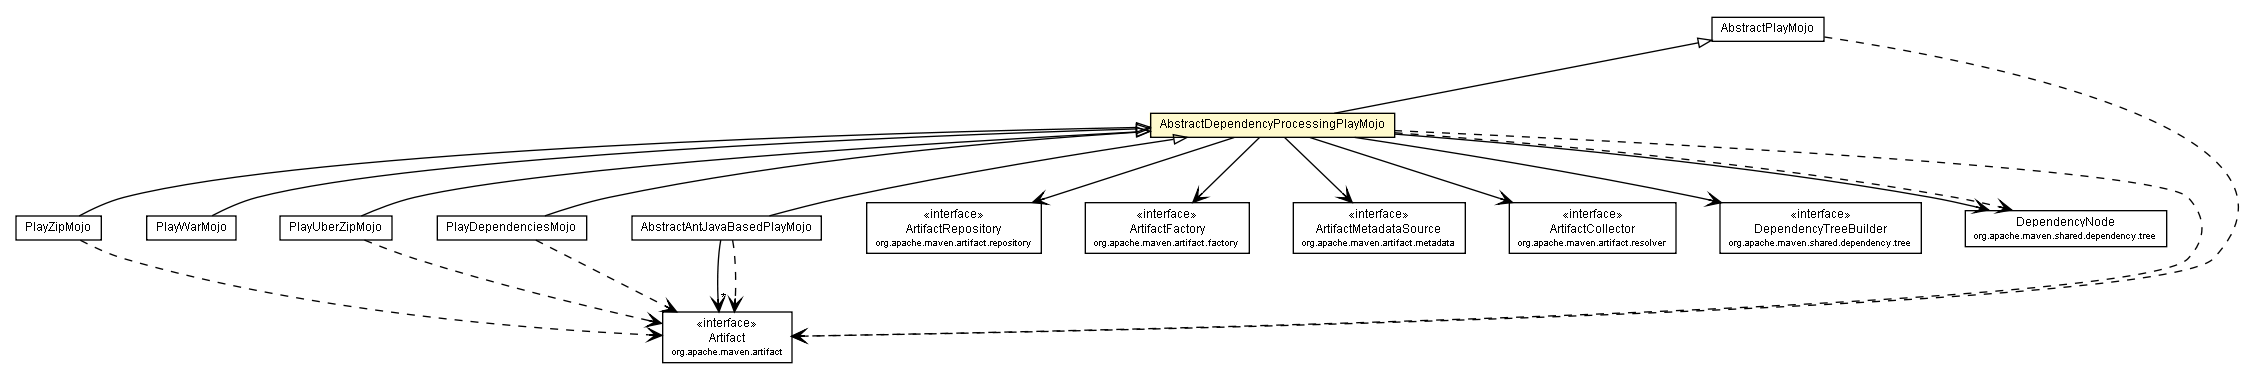 AbstractPlayMojo
AbstractDependencyProcessingPlayMojo
PlayZipMojo
PlayWarMojo
PlayUberZipMojo
PlayDependenciesMojo
AbstractAntJavaBasedPlayMojo
«interface»
ArtifactRepository
org.apache.maven.artifact.repository
«interface»
ArtifactFactory
org.apache.maven.artifact.factory
«interface»
ArtifactMetadataSource
org.apache.maven.artifact.metadata
«interface»
ArtifactCollector
org.apache.maven.artifact.resolver
«interface»
DependencyTreeBuilder
org.apache.maven.shared.dependency.tree
DependencyNode
org.apache.maven.shared.dependency.tree
*
«interface»
Artifact
org.apache.maven.artifact